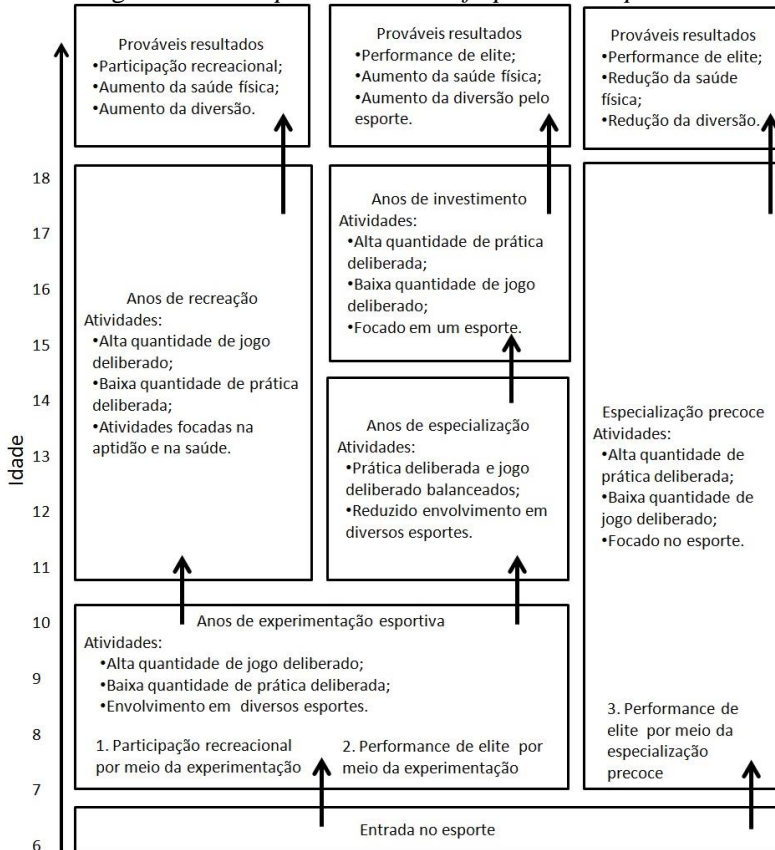 Prováveis resultados
•Participação recreacional;
•Aumento da saúde física;
•Aumento da diversão.
Prováveis resultados
•Performance de elite;
•Aumento da saúde física;
•Aumento da diversão pelo
esporte.
Prováveis resultados
•Performance de elite;
•Redução da saúde
física;
•Redução da diversão.
18
17
16
15
14
13
12
11
10
9
8
7
6
Idade
Anos de recreação
Atividades:
•Alta quantidade de jogo
deliberado;
•Baixa quantidade de prática
deliberada;
•Atividades focadas na
aptidão e na saúde.
Anos de investimento
Atividades:
•Alta quantidade de prática
deliberada;
•Baixa quantidade de jogo
deliberado;
•Focado em um esporte.
Anos de especialização
Atividades:
•Prática deliberada e jogo
deliberado balanceados;
•Reduzido envolvimento em
diversos esportes.
Especialização precoce
Atividades:
•Alta quantidade de
prática deliberada;
•Baixa quantidade de
jogo deliberado;
•Focado no esporte.
Anos de experimentação esportiva
Atividades:
•Alta quantidade de jogo deliberado;
•Baixa quantidade de prática deliberada;
•Envolvimento em diversos esportes.
1. Participação recreacional
por meio da experimentação
2. Performance de elite por
meio da experimentação
3. Performance de
elite por meio da
especialização
precoce
Entrada no esporte